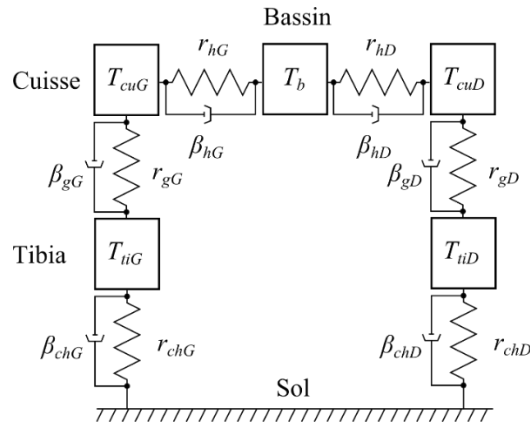 Bassin
r_hG r_hD
Cuisse T_cuG T_b T_cuD
β_hG β_hD
β_gG r_gG β_gD r_gD
Tibia T_tiG T_tiD
β_chG r_chG β_chD r_chD
Sol